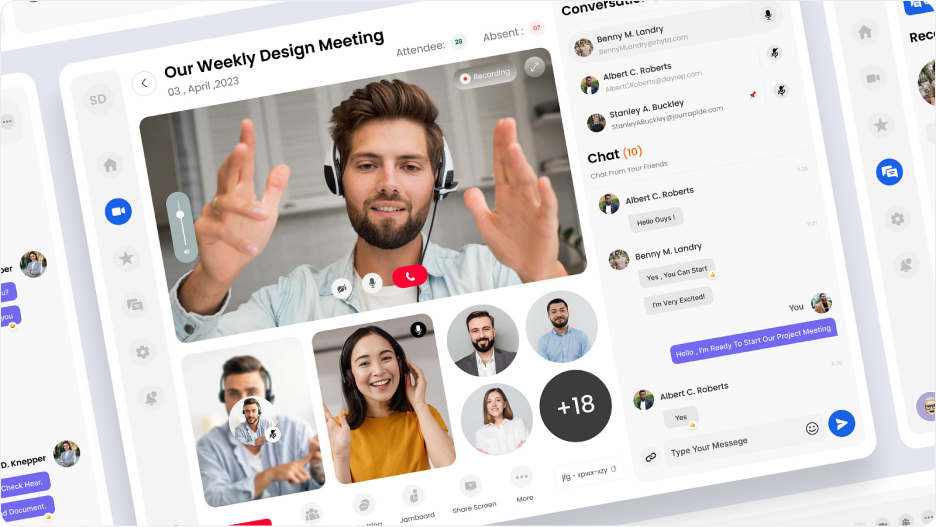 Our Weekly Design Meeting
03 , April ,2023
Attendee: 28
Absent : 07
SD
Recording
+18
jfg - xpwx-xzy
Jamboard
Share Screen
More
Benny M. Landry
BennyMLandry@rhyta.com
Albert C. Roberts
AlbertCRoberts@dayrep.com
Stanley A. Buckley
StanleyABuckley@jourrapide.com
Chat (10)
Chat From Your Friends
Albert C. Roberts
Hello Guys !
Benny M. Landry
Yes , You Can Start
I'm Very Excited!
You
Hello , I'm Ready To Start Our Project Meeting
Albert C. Roberts
Yes
Type Your Messege
you
D. Knepper
Check Hear.
Document.